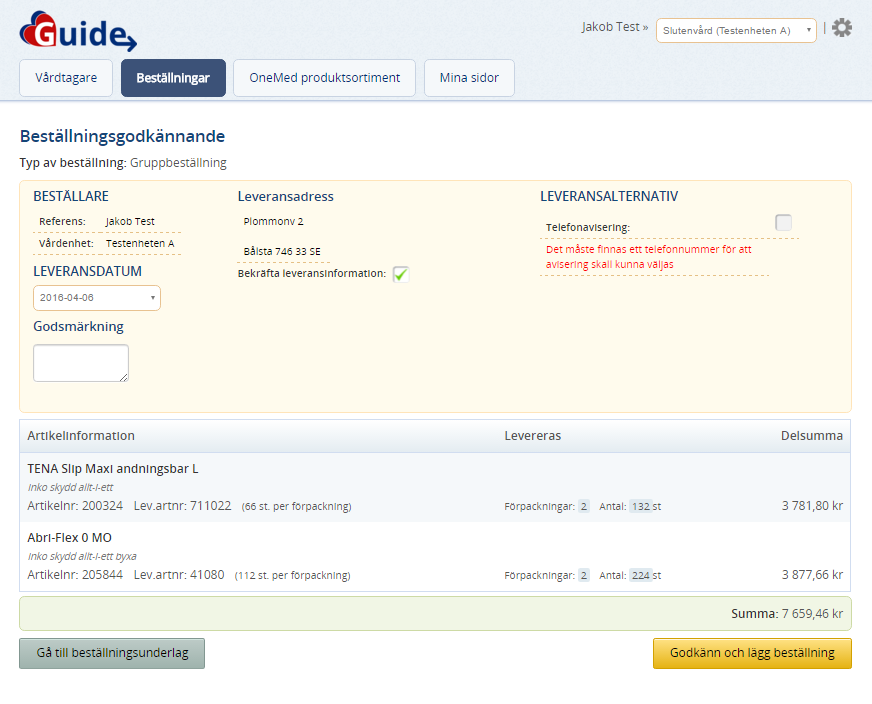 Guide
Jakob Test »
Slutenvård (Testenheten A)
|
Vårdtagare
Beställningar
OneMed produktsortiment
Mina sidor
Beställningsgodkännande
Typ av beställning: Gruppbeställning
BESTÄLLARE
Referens: Jakob Test
Vårdenhet: Testenheten A
LEVERANSDATUM
2016-04-06
Godsmärkning
Leveransadress
Plommonv 2
Bålsta 746 33 SE
Bekräfta leveransinformation:
LEVERANSALTERNATIV
Telefonavisering:
Det måste finnas ett telefonnummer för att
avisering skall kunna väljas
Artikelinformation Levereras Delsumma
TENA Slip Maxi andningsbar L
Inko skydd allt-i-ett
Artikelnr: 200324 Lev.artnr: 711022 (66 st. per förpackning) Förpackningar: 2 Antal: 132 st 3 781,80 kr
Abri-Flex 0 MO
Inko skydd allt-i-ett byxa
Artikelnr: 205844 Lev.artnr: 41080 (112 st. per förpackning) Förpackningar: 2 Antal: 224 st 3 877,66 kr
Summa: 7 659,46 kr
Gå till beställningsunderlag
Godkänn och lägg beställning